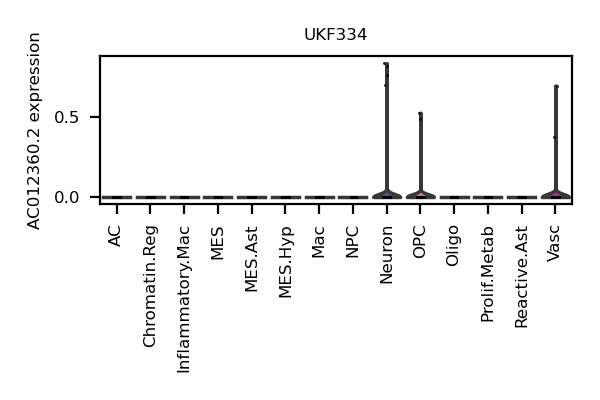 UKF334
AC012360.2 expression
0.5
0.0
AC
Chromatin.Reg
Inflammatory.Mac
MES
MES.Ast
MES.Hyp
Mac
NPC
Neuron
OPC
Oligo
Prolif.Metab
Reactive.Ast
Vasc